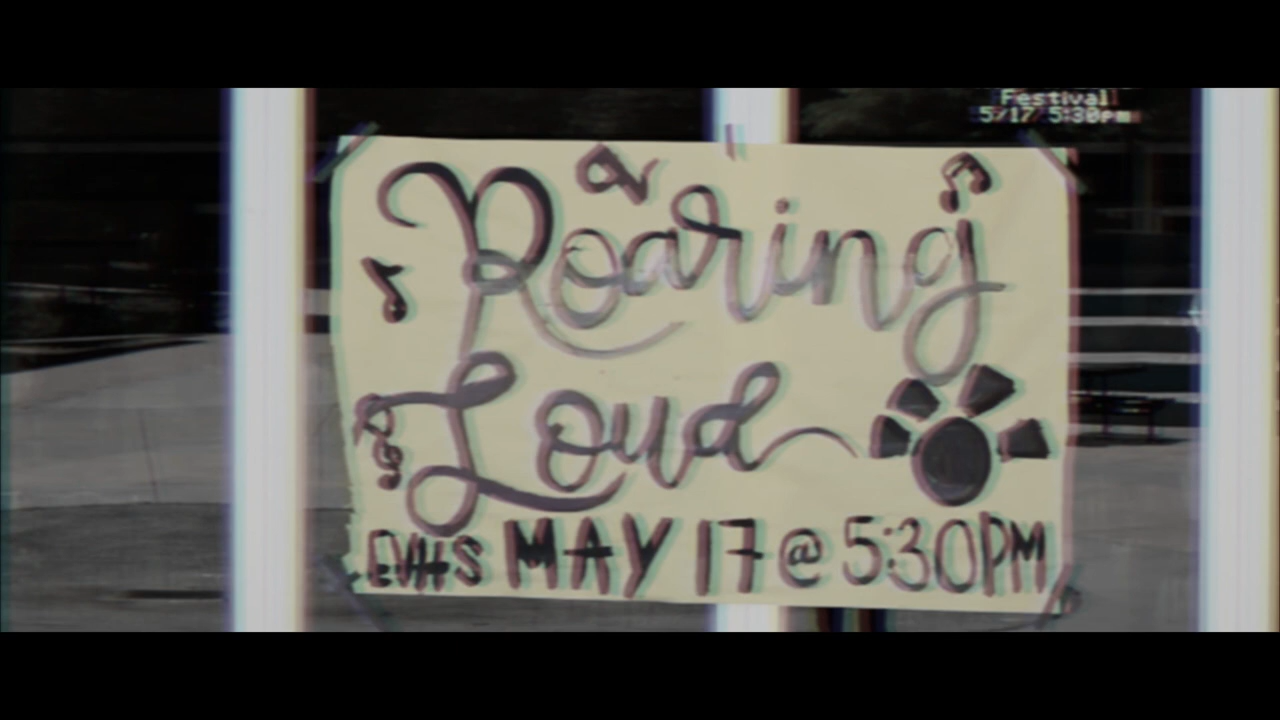 Festival
5/17 5:30pm
Roaring
Loud
EVHS MAY 17 @ 5:30PM